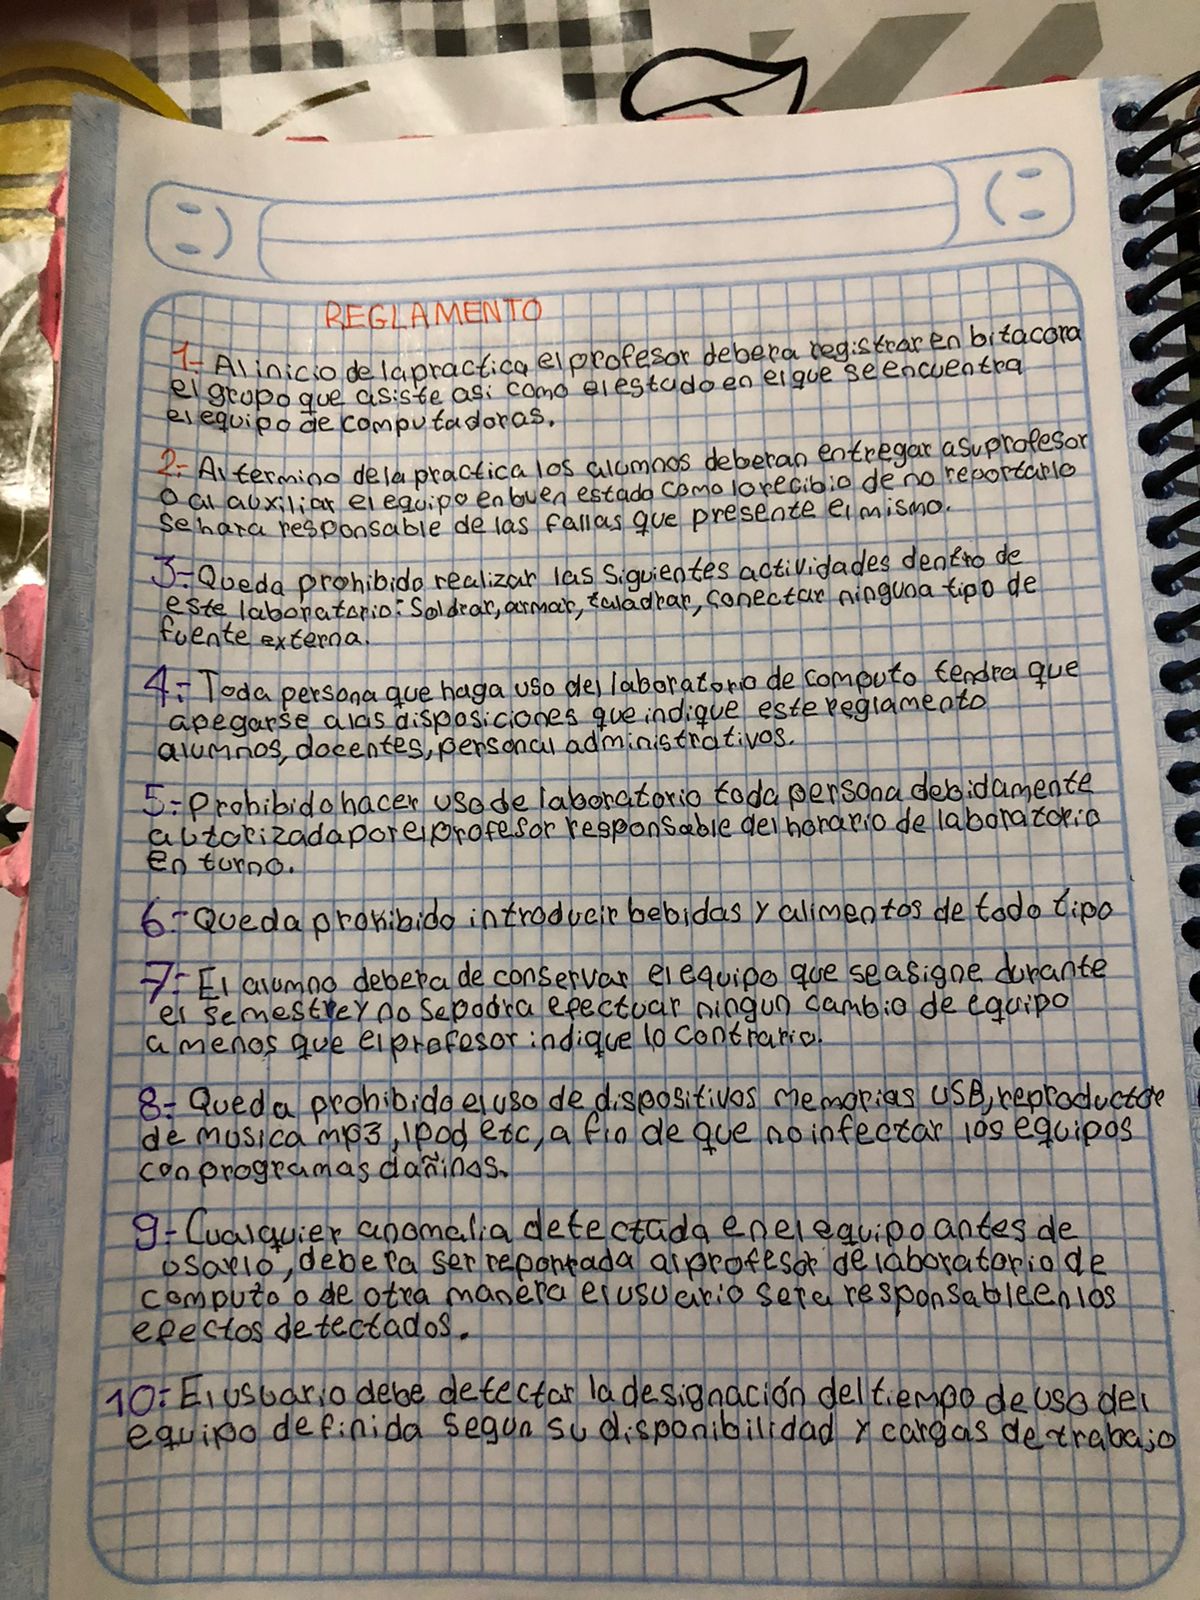 REGLAMENTO
1- Al inicio de la practica el profesor debera registrar en bitacora
el grupo que asiste asi como el estado en el que se encuentra
el equipo de computadoras.
2- Al termino de la practica los alumnos deberan entregar a su profesor
o al auxiliar el equipo en buen estado como lo recibio de no reportarlo
se hara responsable de las fallas que presente el mismo.
3- Queda prohibido realizar las siguientes actividades dentro de
este laboratorio: Soldrar, armar, taladrar, conectar ninguna tipo de
fuente externa.
4- Toda persona que haga uso del laboratorio de computo tendra que
apegarse a las disposiciones que indique este reglamento
alumnos, docentes, personal administrativos.
5- Prohibido hacer uso de laboratorio toda persona debidamente
autorizada por el profesor responsable del horario de laboratorio
en turno.
6- Queda prohibido introducir bebidas y alimentos de todo tipo
7- El alumno debera de conservar el equipo que se asigne durante
el semestre y no se podra efectuar ningun cambio de equipo
a menos que el profesor indique lo contrario.
8- Queda prohibido el uso de dispositivos memorias USB, reproductor
de musica mp3, ipod etc, a fin de que no infectar los equipos
con programas dañinos.
9- Cualquier anomalia detectada en el equipo antes de
usarlo, debera ser reportada al profesor de laboratorio de
computo o de otra manera el usuario sera responsable en los
efectos detectados.
10- El usuario debe detectar la designación del tiempo de uso del
equipo definida segun su disponibilidad y cargas de trabajo